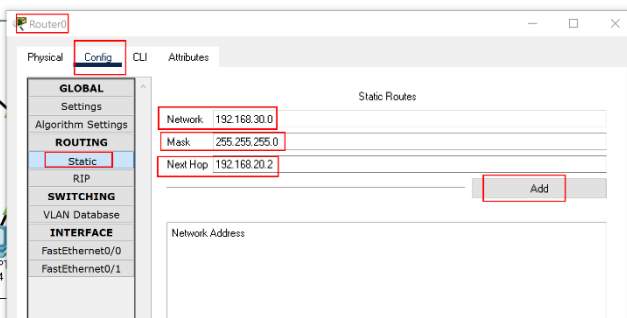 Router0
Physical Config CLI Attributes
GLOBAL
Settings
Algorithm Settings
ROUTING
Static
RIP
SWITCHING
VLAN Database
INTERFACE
FastEthernet0/0
FastEthernet0/1
Static Routes
Network 192.168.30.0
Mask 255.255.255.0
Next Hop 192.168.20.2
Add
Network Address